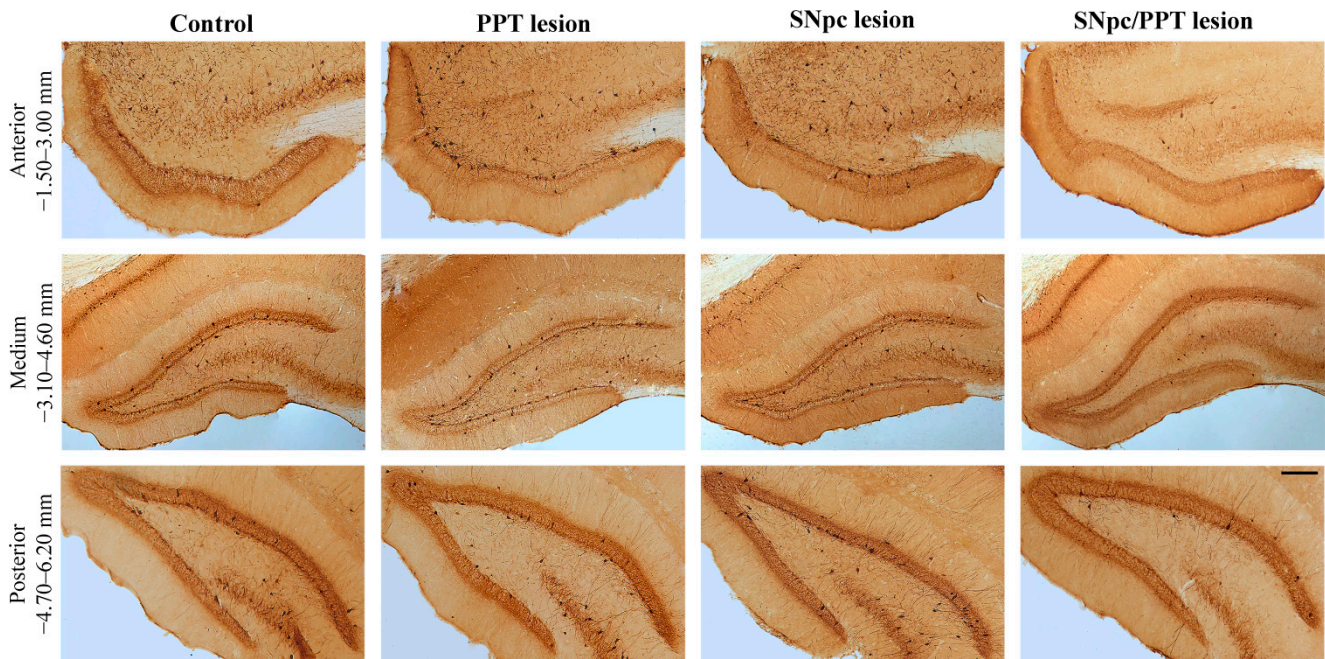 Control PPT lesion SNpc lesion SNpc/PPT lesion
Anterior
−1.50–3.00 mm
Medium
−3.10–4.60 mm
Posterior
−4.70–6.20 mm